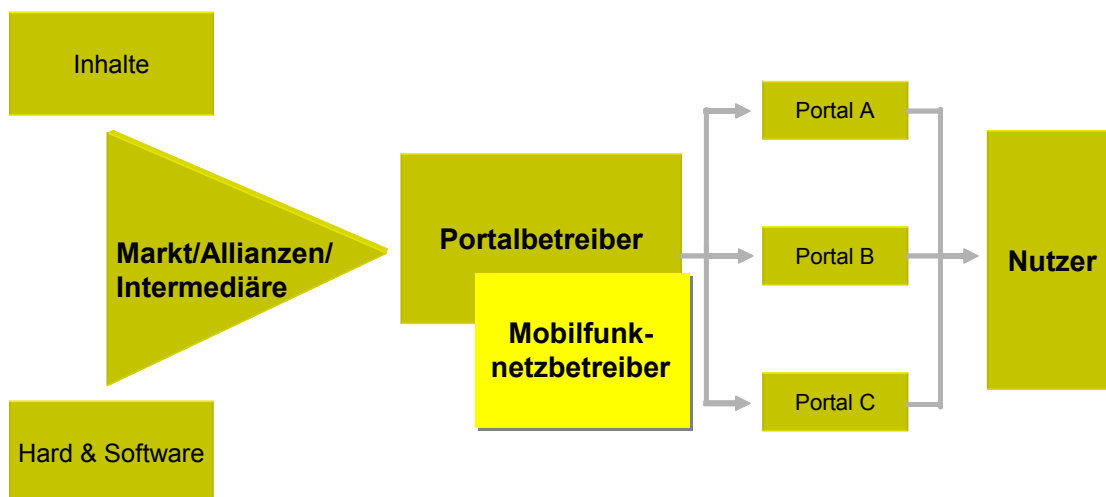 Inhalte
Markt/Allianzen/
Intermediäre
Hard & Software
Portalbetreiber
Mobilfunk-
netzbetreiber
Portal A
Portal B
Portal C
Nutzer